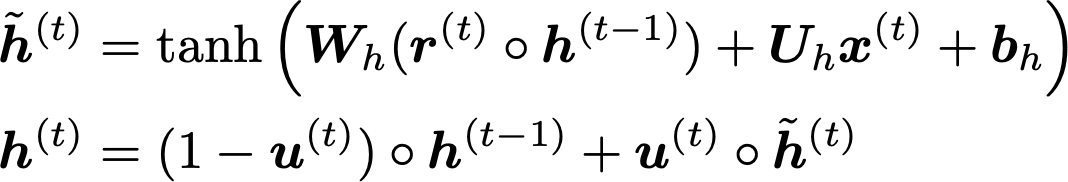 h̃⁽ᵗ⁾ = tanh(W_h(r⁽ᵗ⁾ ∘ h⁽ᵗ⁻¹⁾) + U_h x⁽ᵗ⁾ + b_h)
h⁽ᵗ⁾ = (1 − u⁽ᵗ⁾) ∘ h⁽ᵗ⁻¹⁾ + u⁽ᵗ⁾ ∘ h̃⁽ᵗ⁾